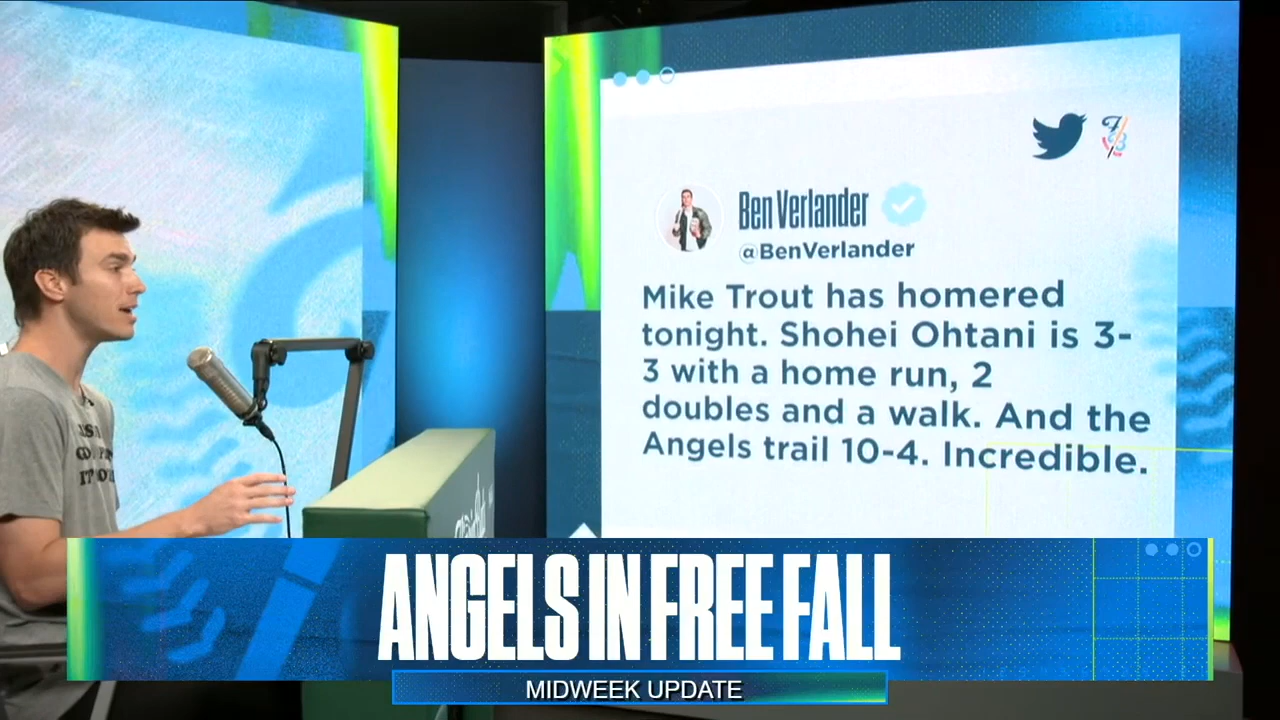 Ben Verlander
@BenVerlander
Mike Trout has homered
tonight. Shohei Ohtani is 3-
3 with a home run, 2
doubles and a walk. And the
Angels trail 10-4. Incredible.
ANGELS IN FREE FALL
MIDWEEK UPDATE